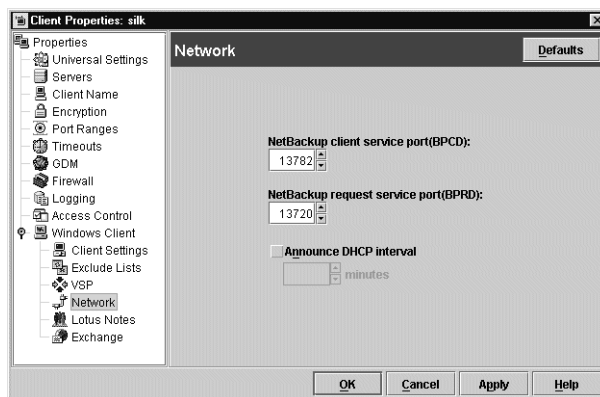 Client Properties: silk
Properties
Universal Settings
Servers
Client Name
Encryption
Port Ranges
Timeouts
GDM
Firewall
Logging
Access Control
Windows Client
Client Settings
Exclude Lists
VSP
Network
Lotus Notes
Exchange
Network
Defaults
NetBackup client service port(BPCD):
13782
NetBackup request service port(BPRD):
13720
Announce DHCP interval
minutes
OK
Cancel
Apply
Help